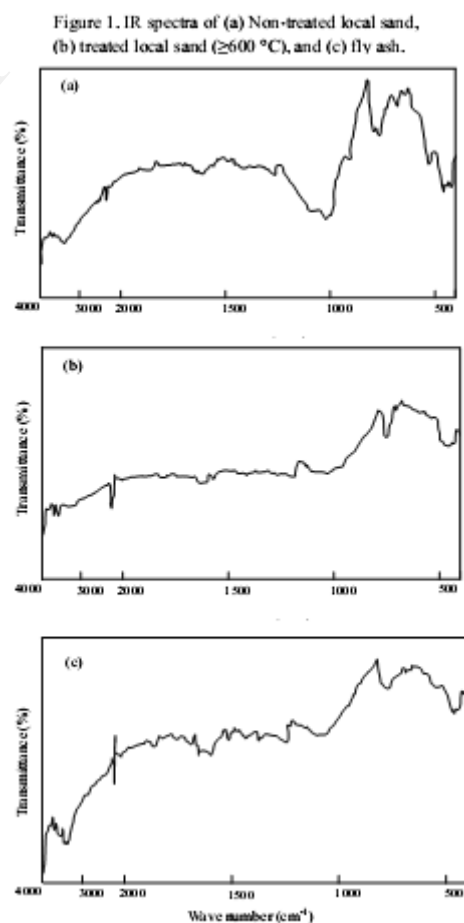 Figure 1. IR spectra of (a) Non-treated local sand,
(b) treated local sand (≥600 °C), and (c) fly ash.
(a)
Transmittance (%)
4000 3000 2000 1500 1000 500
(b)
Transmittance (%)
4000 3000 2000 1500 1000 500
(c)
Transmittance (%)
4000 3000 2000 1500 1000 500
Wave number (cm⁻¹)